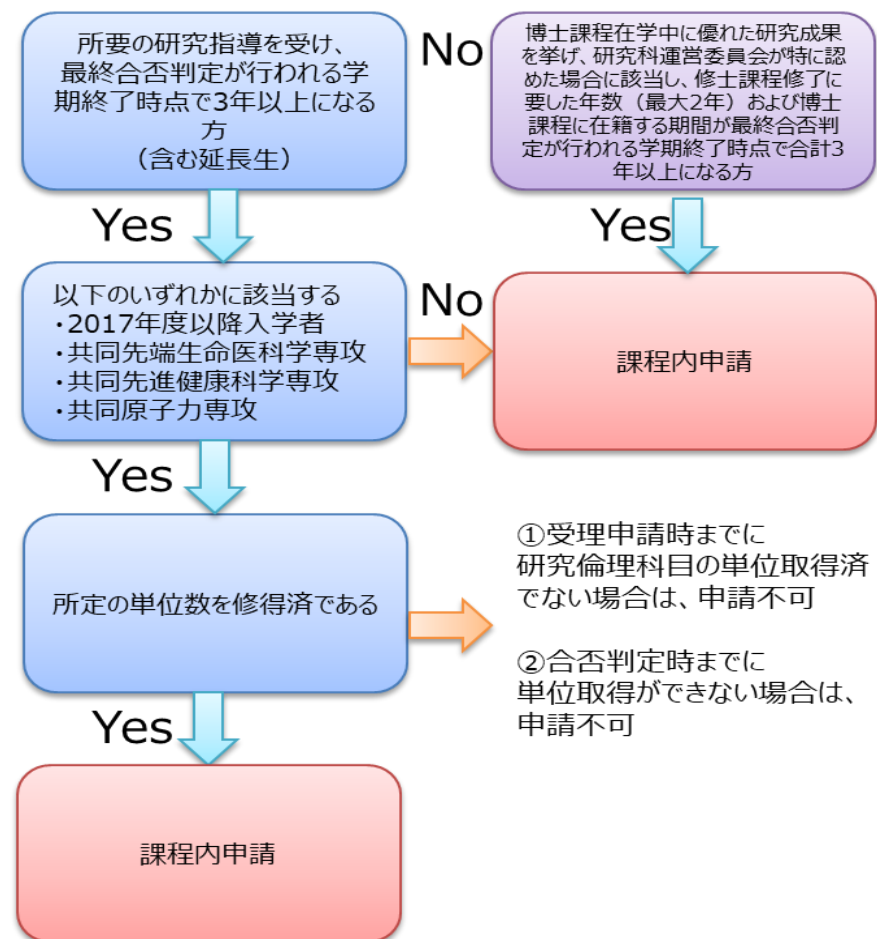 所要の研究指導を受け、
最終合否判定が行われる学
期終了時点で3年以上になる
方
（含む延長生）
No
博士課程在学中に優れた研究成果
を挙げ、研究科運営委員会が特に認
めた場合に該当し、修士課程修了に
要した年数（最大2年）および博士
課程に在籍する期間が最終合否判
定が行われる学期終了時点で合計3
年以上になる方
Yes
Yes
以下のいずれかに該当する
・2017年度以降入学者
・共同先端生命医科学専攻
・共同先進健康科学専攻
・共同原子力専攻
No
課程内申請
Yes
所定の単位数を修得済である
①受理申請時までに
研究倫理科目の単位取得済
でない場合は、申請不可
②合否判定時までに
単位取得ができない場合は、
申請不可
Yes
課程内申請